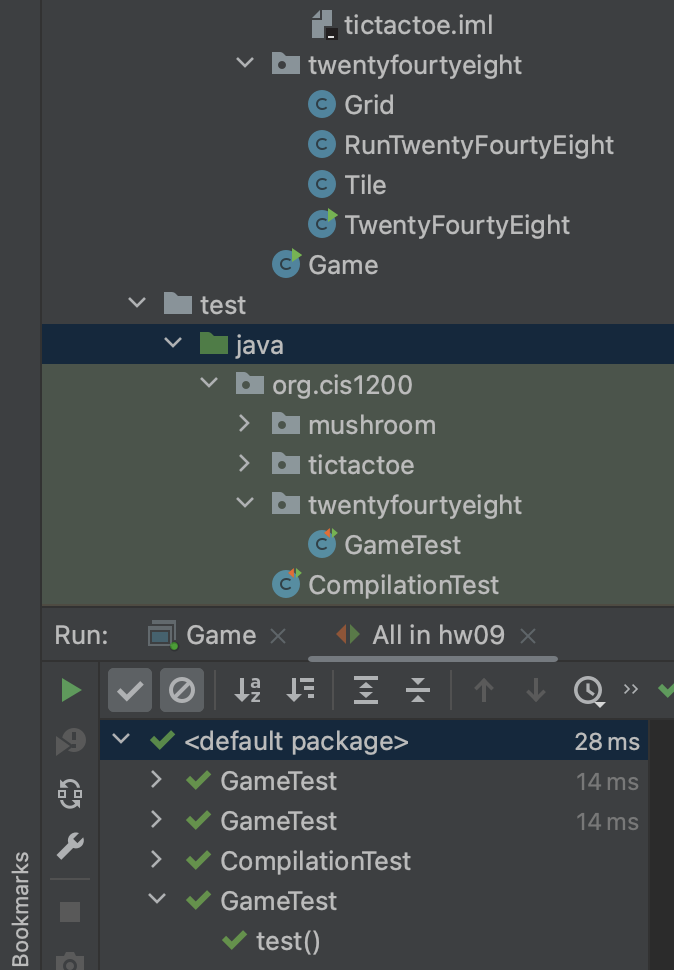 tictactoe.iml
twentyfourtyeight
C Grid
C RunTwentyFourtyEight
C Tile
C TwentyFourtyEight
C Game
test
java
org.cis1200
mushroom
tictactoe
twentyfourtyeight
C GameTest
C CompilationTest
Run: Game All in hw09
a z
<default package> 28 ms
GameTest 14 ms
GameTest 14 ms
CompilationTest
GameTest
test()
Bookmarks